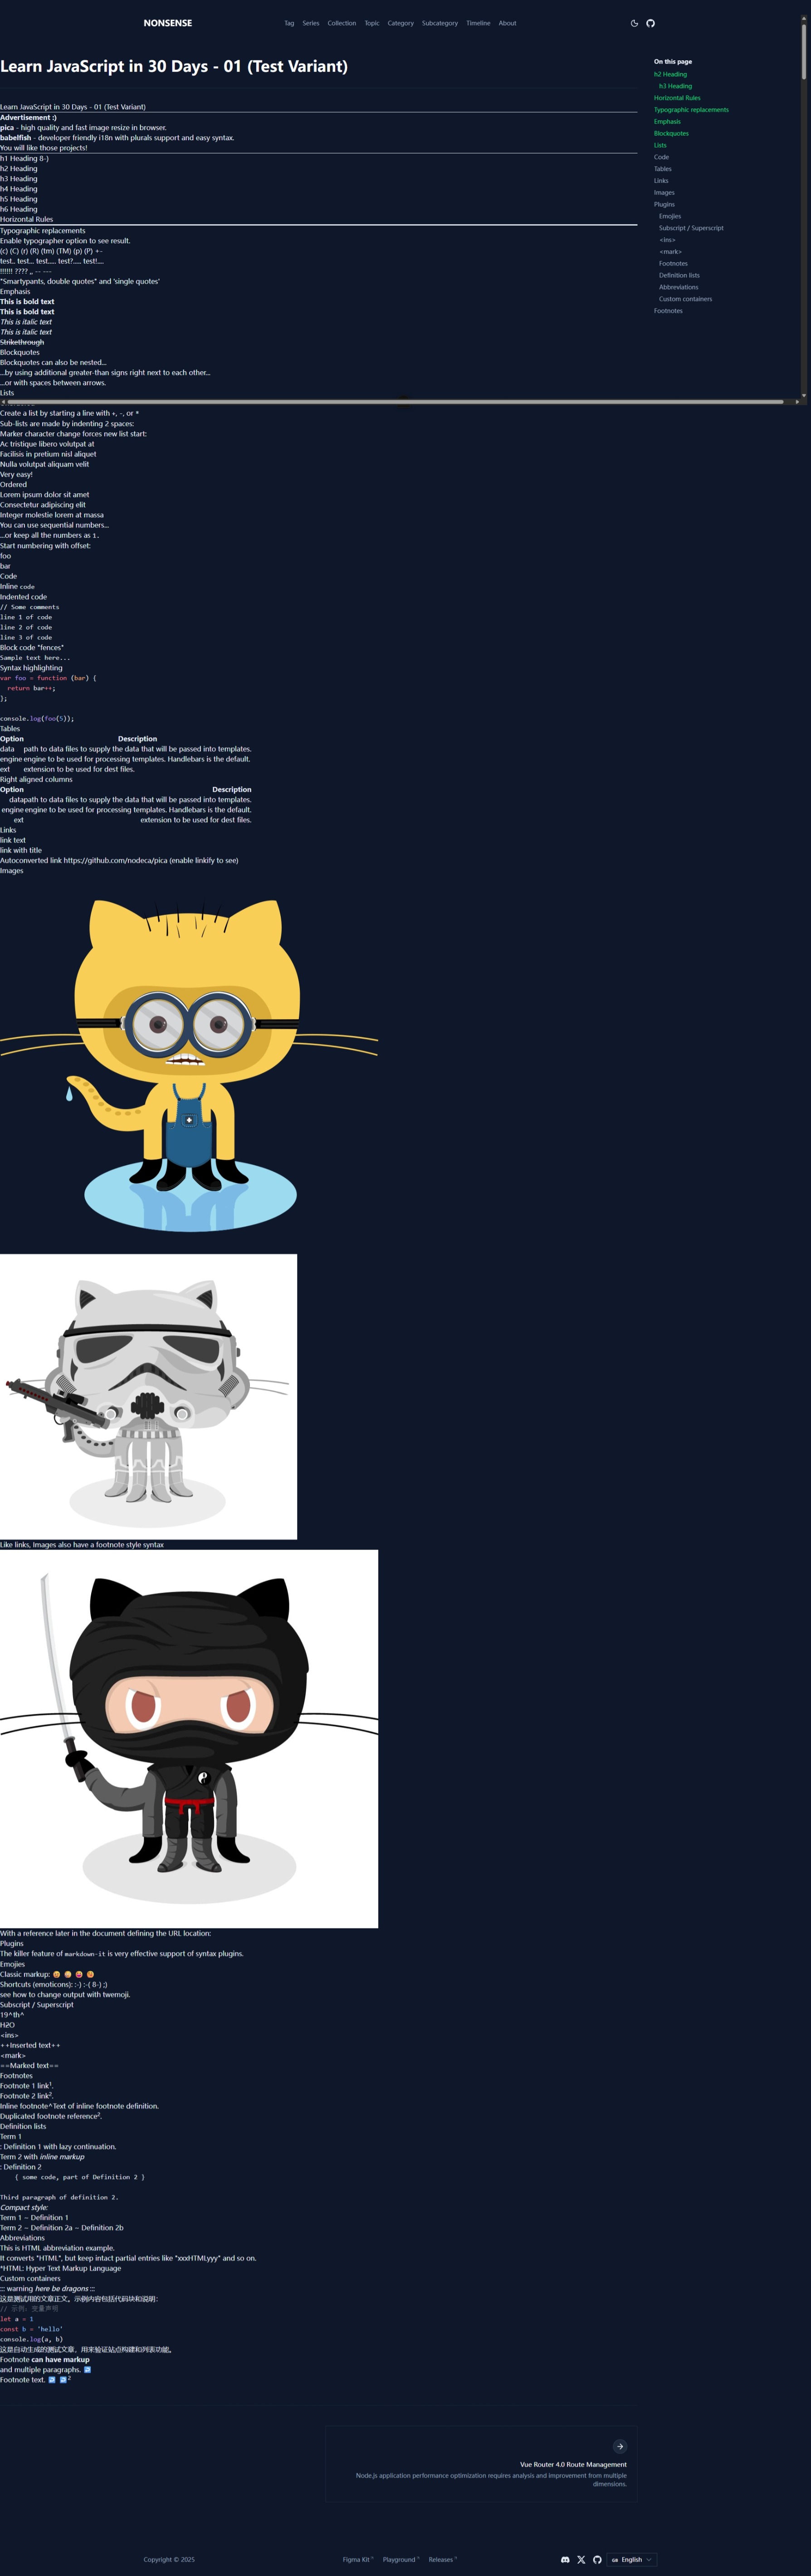 NONSENSE
Tag Series Collection Topic Category Subcategory Timeline About
Learn JavaScript in 30 Days - 01 (Test Variant)
On this page
h2 Heading
h3 Heading
Horizontal Rules
Typographic replacements
Emphasis
Blockquotes
Lists
Code
Tables
Links
Images
Plugins
Emojies
Subscript / Superscript
<ins>
<mark>
Footnotes
Definition lists
Abbreviations
Custom containers
Footnotes
Learn JavaScript in 30 Days - 01 (Test Variant)
Advertisement :)
pica - high quality and fast image resize in browser.
babelfish - developer friendly i18n with plurals support and easy syntax.
You will like those projects!
h1 Heading 8-)
h2 Heading
h3 Heading
h4 Heading
h5 Heading
h6 Heading
Horizontal Rules
Typographic replacements
Enable typographer option to see result.
(c) (C) (r) (R) (tm) (TM) (p) (P) +-
test.. test... test..... test?..... test!....
!!!!!! ???? ,, -- ---
"Smartypants, double quotes" and 'single quotes'
Emphasis
This is bold text
This is bold text
This is italic text
This is italic text
Strikethrough
Blockquotes
Blockquotes can also be nested...
...by using additional greater-than signs right next to each other...
...or with spaces between arrows.
Lists
Create a list by starting a line with +, -, or *
Sub-lists are made by indenting 2 spaces:
Marker character change forces new list start:
Ac tristique libero volutpat at
Facilisis in pretium nisl aliquet
Nulla volutpat aliquam velit
Very easy!
Ordered
Lorem ipsum dolor sit amet
Consectetur adipiscing elit
Integer molestie lorem at massa
You can use sequential numbers...
...or keep all the numbers as 1.
Start numbering with offset:
foo
bar
Code
Inline code
Indented code
// Some comments
line 1 of code
line 2 of code
line 3 of code
Block code "fences"
Sample text here...
Syntax highlighting
var foo = function (bar) {
return bar++;
};
console.log(foo(5));
Tables
Option Description
data path to data files to supply the data that will be passed into templates.
engine engine to be used for processing templates. Handlebars is the default.
ext extension to be used for dest files.
Right aligned columns
Option Description
data path to data files to supply the data that will be passed into templates.
engine engine to be used for processing templates. Handlebars is the default.
ext extension to be used for dest files.
Links
link text
link with title
Autoconverted link https://github.com/nodeca/pica (enable linkify to see)
Images
Like links, Images also have a footnote style syntax
With a reference later in the document defining the URL location:
Plugins
The killer feature of markdown-it is very effective support of syntax plugins.
Emojies
Classic markup: 
Shortcuts (emoticons): :-) :-( 8-) ;)
see how to change output with twemoji.
Subscript / Superscript
19^th^
H2O
<ins>
++Inserted text++
<mark>
==Marked text==
Footnotes
Footnote 1 link1.
Footnote 2 link2.
Inline footnote^Text of inline footnote definition.
Duplicated footnote reference2.
Definition lists
Term 1
: Definition 1 with lazy continuation.
Term 2 with inline markup
: Definition 2
{ some code, part of Definition 2 }
Third paragraph of definition 2.
Compact style:
Term 1 ~ Definition 1
Term 2 ~ Definition 2a ~ Definition 2b
Abbreviations
This is HTML abbreviation example.
It converts "HTML", but keep intact partial entries like "xxxHTMLyyy" and so on.
*HTML: Hyper Text Markup Language
Custom containers
::: warning here be dragons :::
这是测试用的文章正文。示例内容包括代码块和说明：
// 示例：变量声明
let a = 1
const b = 'hello'
console.log(a, b)
这是自动生成的测试文章，用来验证站点构建和列表功能。
Footnote can have markup
and multiple paragraphs. ↩
Footnote text. ↩ ↩2
Vue Router 4.0 Route Management
Node.js application performance optimization requires analysis and improvement from multiple
dimensions.
Copyright © 2025
Figma Kit Playground Releases
GB English